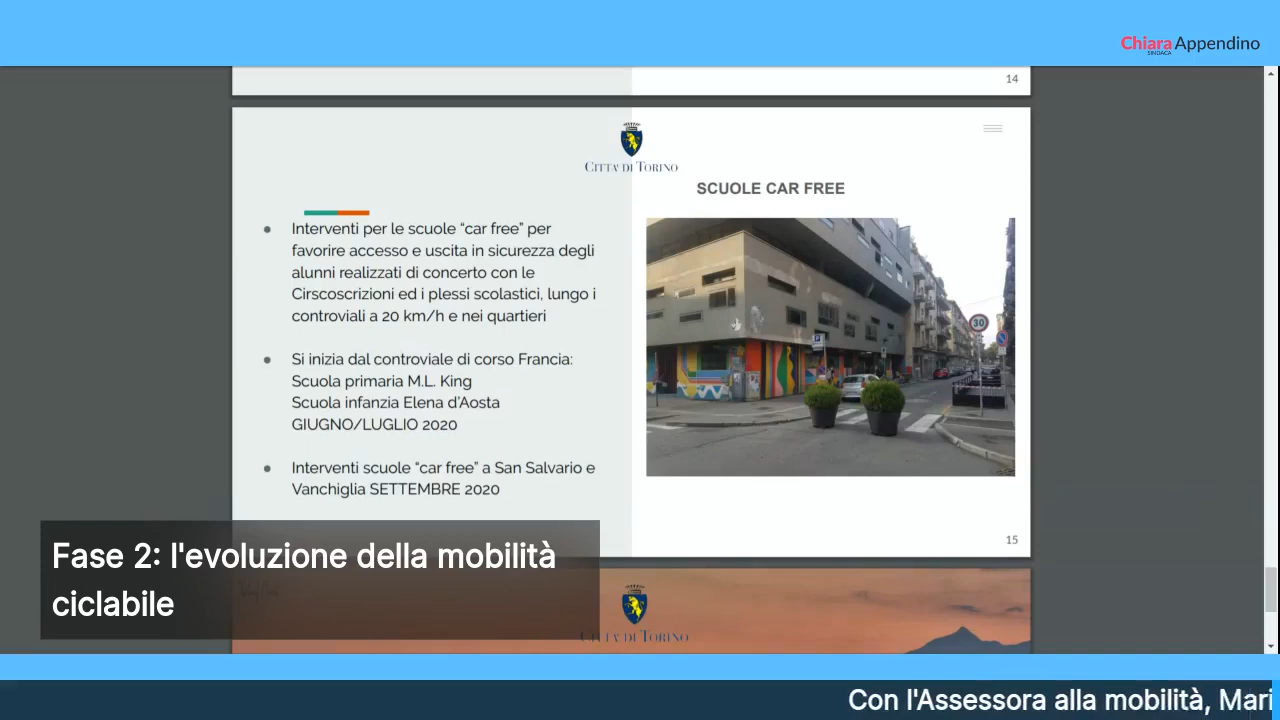 Chiara Appendino
SINDACA
14
CITTA' DI TORINO
SCUOLE CAR FREE
Interventi per le scuole “car free” per
favorire accesso e uscita in sicurezza degli
alunni realizzati di concerto con le
Cirscoscrizioni ed i plessi scolastici, lungo i
controviali a 20 km/h e nei quartieri
Si inizia dal controviale di corso Francia:
Scuola primaria M.L. King
Scuola infanzia Elena d'Aosta
GIUGNO/LUGLIO 2020
Interventi scuole “car free” a San Salvario e
Vanchiglia SETTEMBRE 2020
30
P
15
Fase 2: l'evoluzione della mobilità
ciclabile
CITTA' DI TORINO
Con l'Assessora alla mobilità, Mari